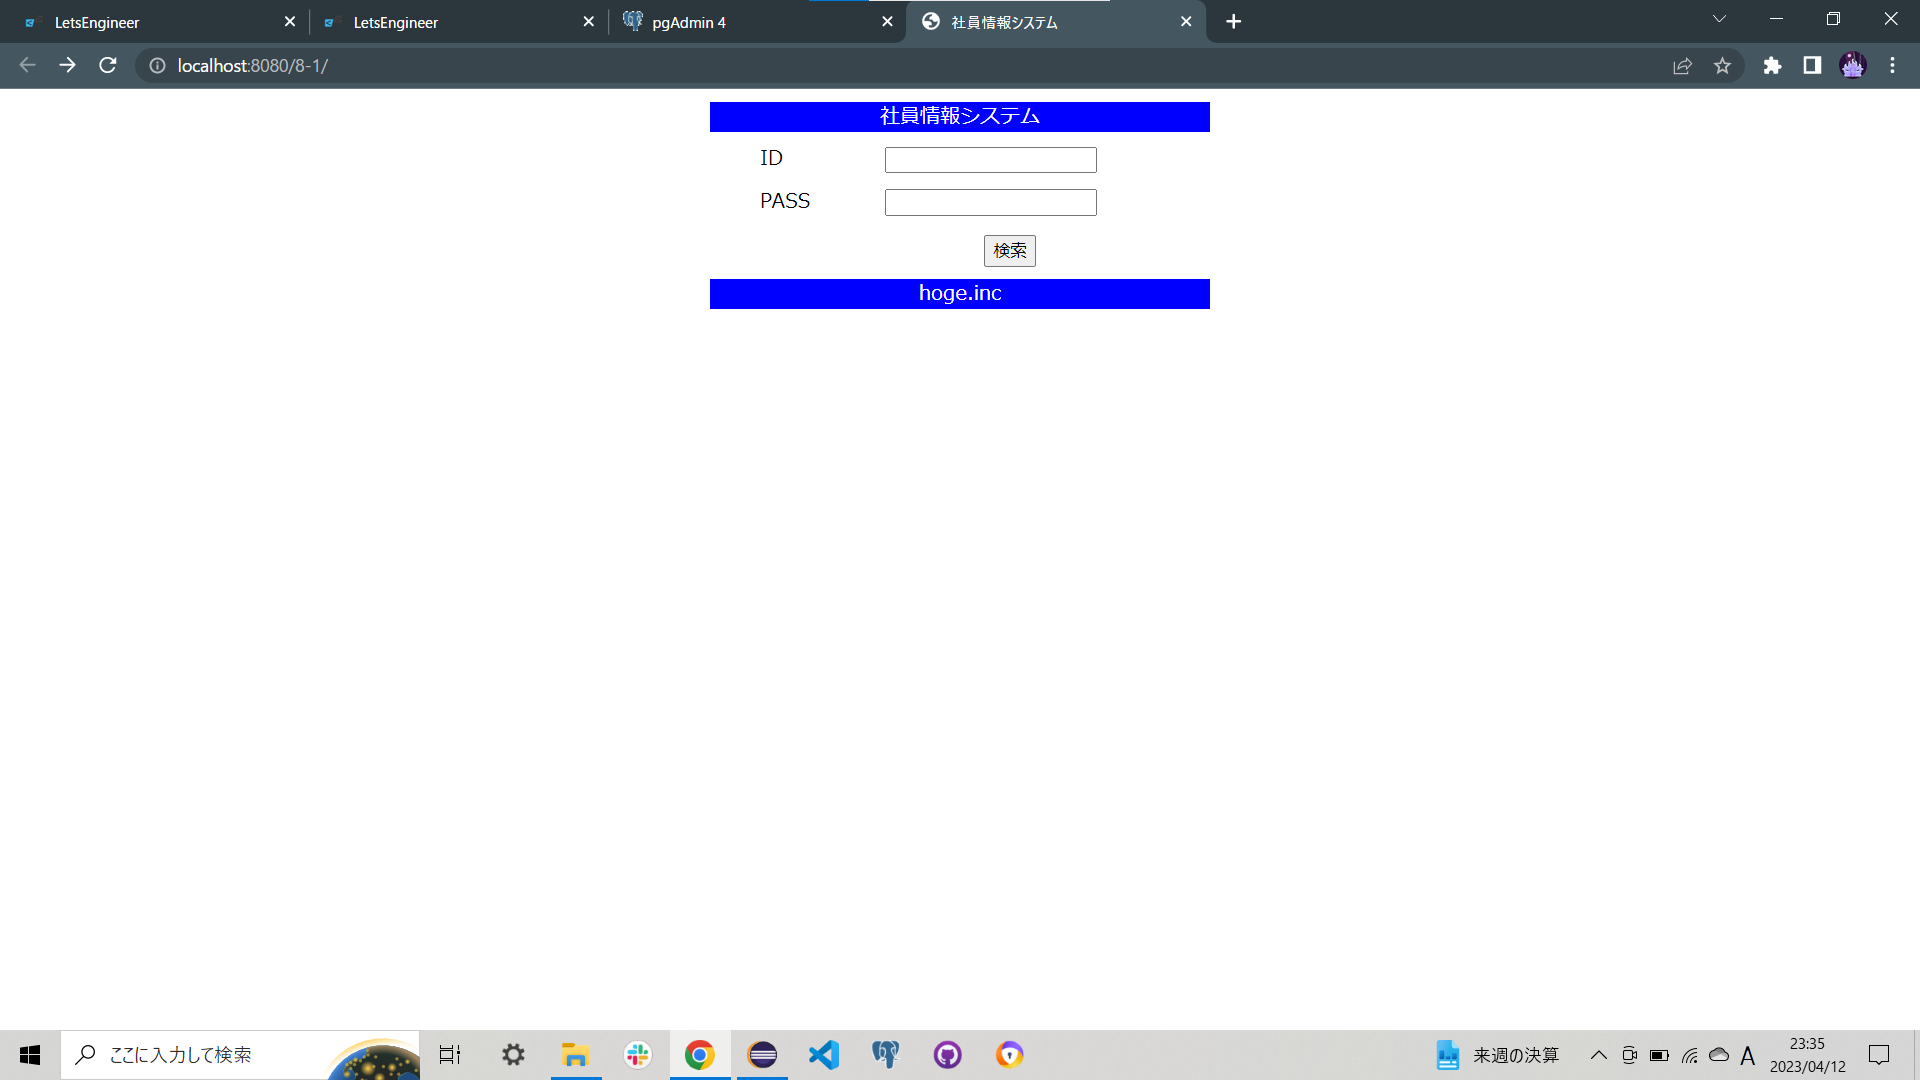 LetsEngineer
LetsEngineer
pgAdmin 4
社員情報システム
localhost:8080/8-1/
社員情報システム
ID
PASS
検索
hoge.inc
ここに入力して検索
来週の決算
A
23:35
2023/04/12